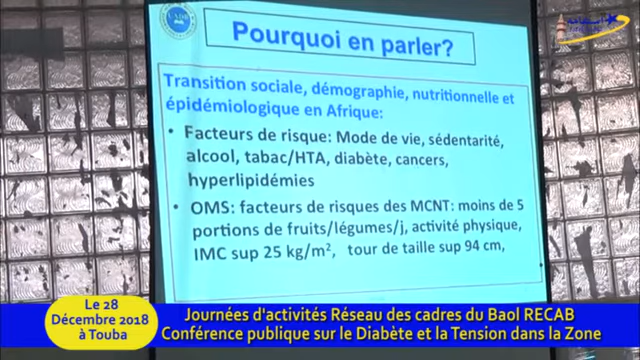 Pourquoi en parler?
Transition sociale, démographie, nutritionnelle et
épidémiologique en Afrique:
• Facteurs de risque: Mode de vie, sédentarité,
alcool, tabac/HTA, diabète, cancers,
hyperlipidémies
• OMS: facteurs de risques des MCNT: moins de 5
portions de fruits/légumes/j, activité physique,
IMC sup 25 kg/m², tour de taille sup 94 cm,
Le 28
Décembre 2018
à Touba
Journées d'activités Réseau des cadres du Baol RECAB
Conférence publique sur le Diabète et la Tension dans la Zone